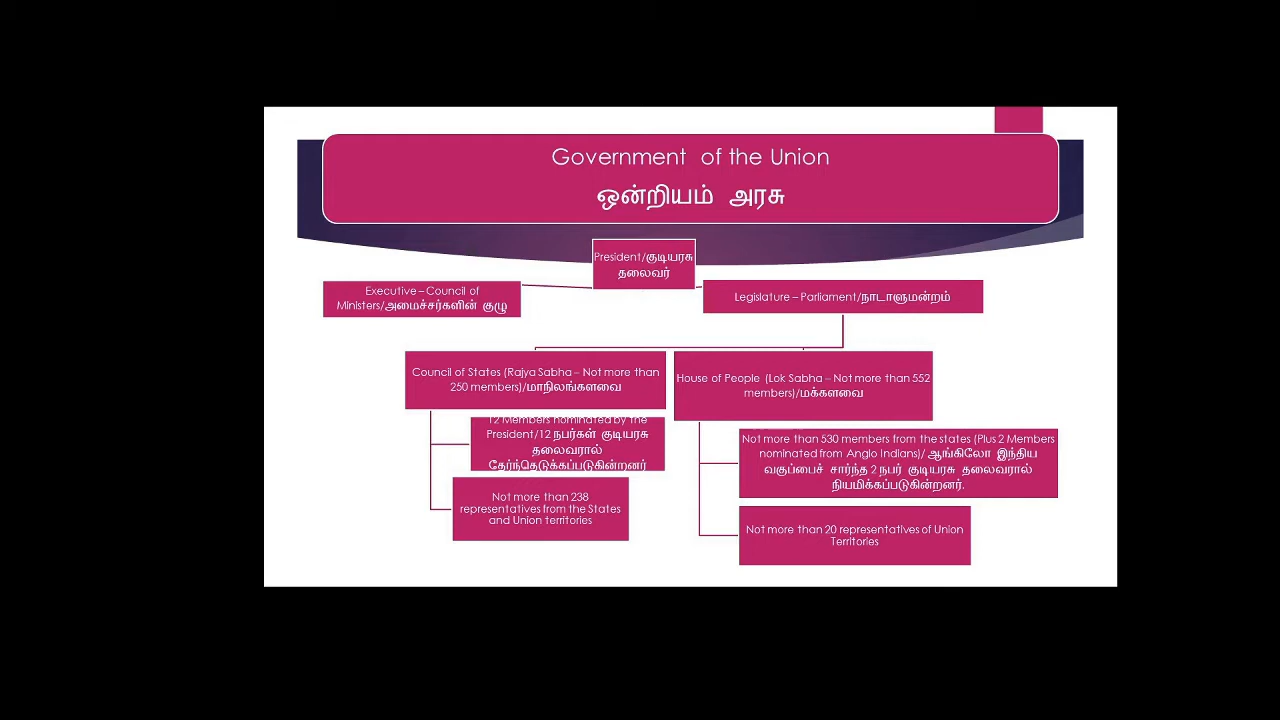 Government of the Union
ஒன்றியம் அரசு
President/குடியரசு
தலைவர்
Executive – Council of
Ministers/அமைச்சர்களின் குழு
Legislature – Parliament/நாடாளுமன்றம்
Council of States (Rajya Sabha – Not more than
250 members)/மாநிலங்களவை
House of People (Lok Sabha – Not more than 552
members)/மக்களவை
12 Members nominated by the
President/12 நபர்கள் குடியரசு
தலைவரால்
தேர்ந்தெடுக்கப்படுகின்றனர்
Not more than 238
representatives from the States
and Union territories
Not more than 530 members from the states (Plus 2 Members
nominated from Anglo Indians)/ ஆங்கிலோ இந்திய
வகுப்பைச் சார்ந்த 2 நபர் குடியரசு தலைவரால்
நியமிக்கப்படுகின்றனர்.
Not more than 20 representatives of Union
Territories